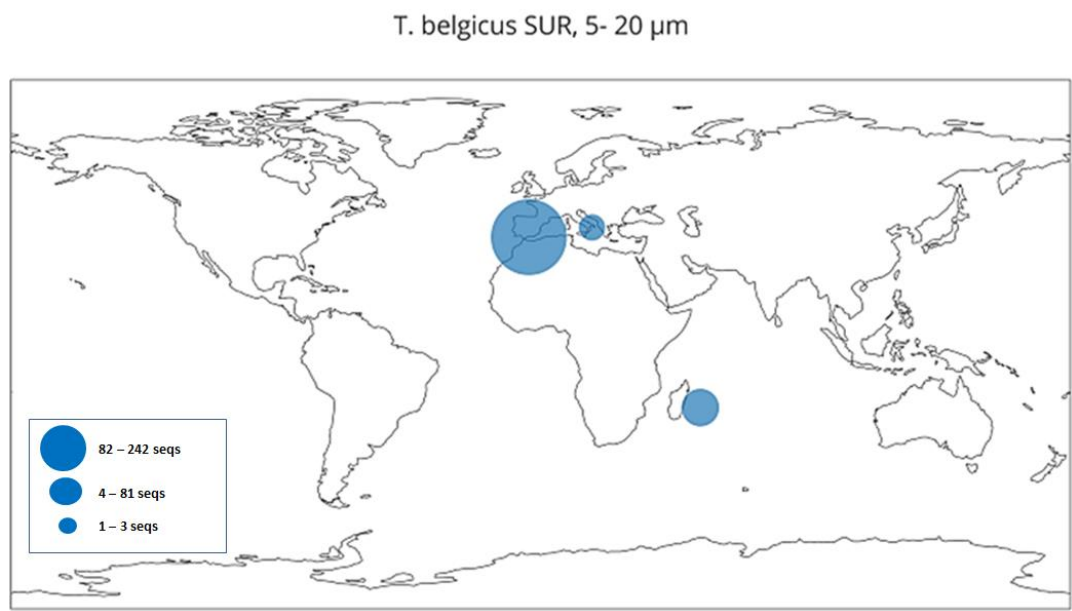 T. belgicus SUR, 5- 20 µm
82 – 242 seqs
4 – 81 seqs
1 – 3 seqs